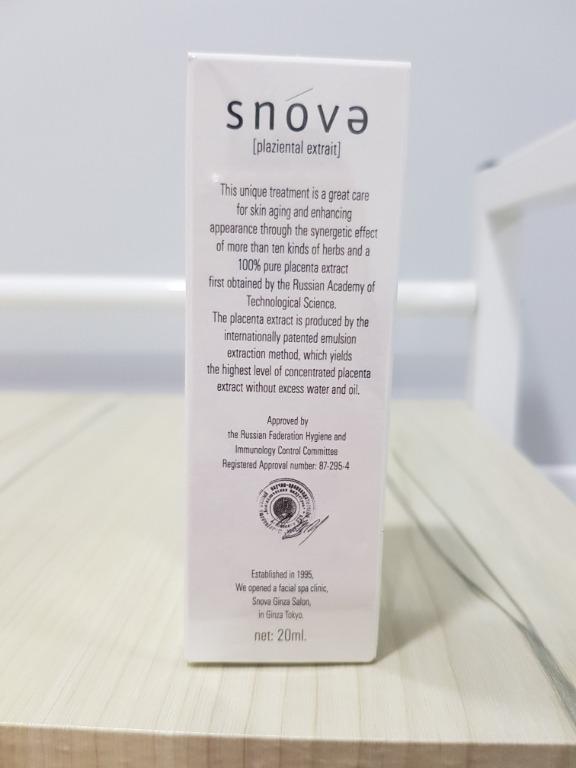 snóvə
[plaziental extrait]
This unique treatment is a great care
for skin aging and enhancing
appearance through the synergetic effect
of more than ten kinds of herbs and a
100% pure placenta extract
first obtained by the Russian Academy of
Technological Science.
The placenta extract is produced by the
internationally patented emulsion
extraction method, which yields
the highest level of concentrated placenta
extract without excess water and oil.
Approved by
the Russian Faderation Hygiene and
Immunology Control Committee
Registered Approval number: 87-295-4
Established in 1995,
We opened a facial spa clinic,
Snova Ginza Salon,
in Ginza Tokyo.
net: 20ml.